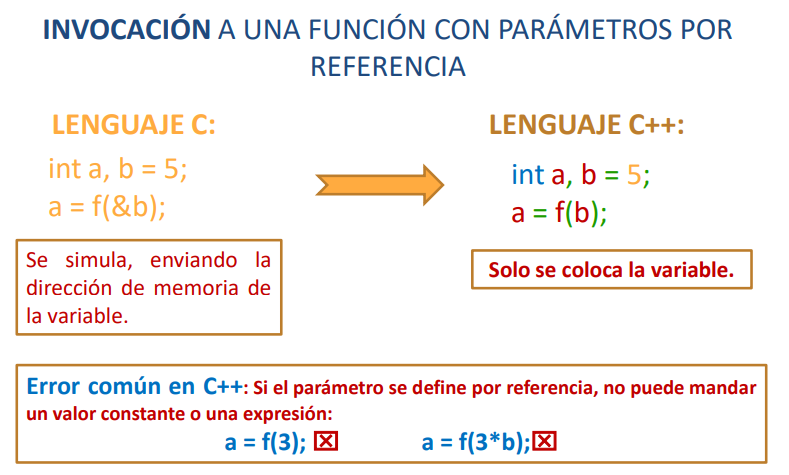 INVOCACIÓN A UNA FUNCIÓN CON PARÁMETROS POR
REFERENCIA
LENGUAJE C:
int a, b = 5;
a = f(&b);
Se simula, enviando la
dirección de memoria de
la variable.
LENGUAJE C++:
int a, b = 5;
a = f(b);
Solo se coloca la variable.
Error común en C++: Si el parámetro se define por referencia, no puede mandar
un valor constante o una expresión:
a = f(3); a = f(3*b);